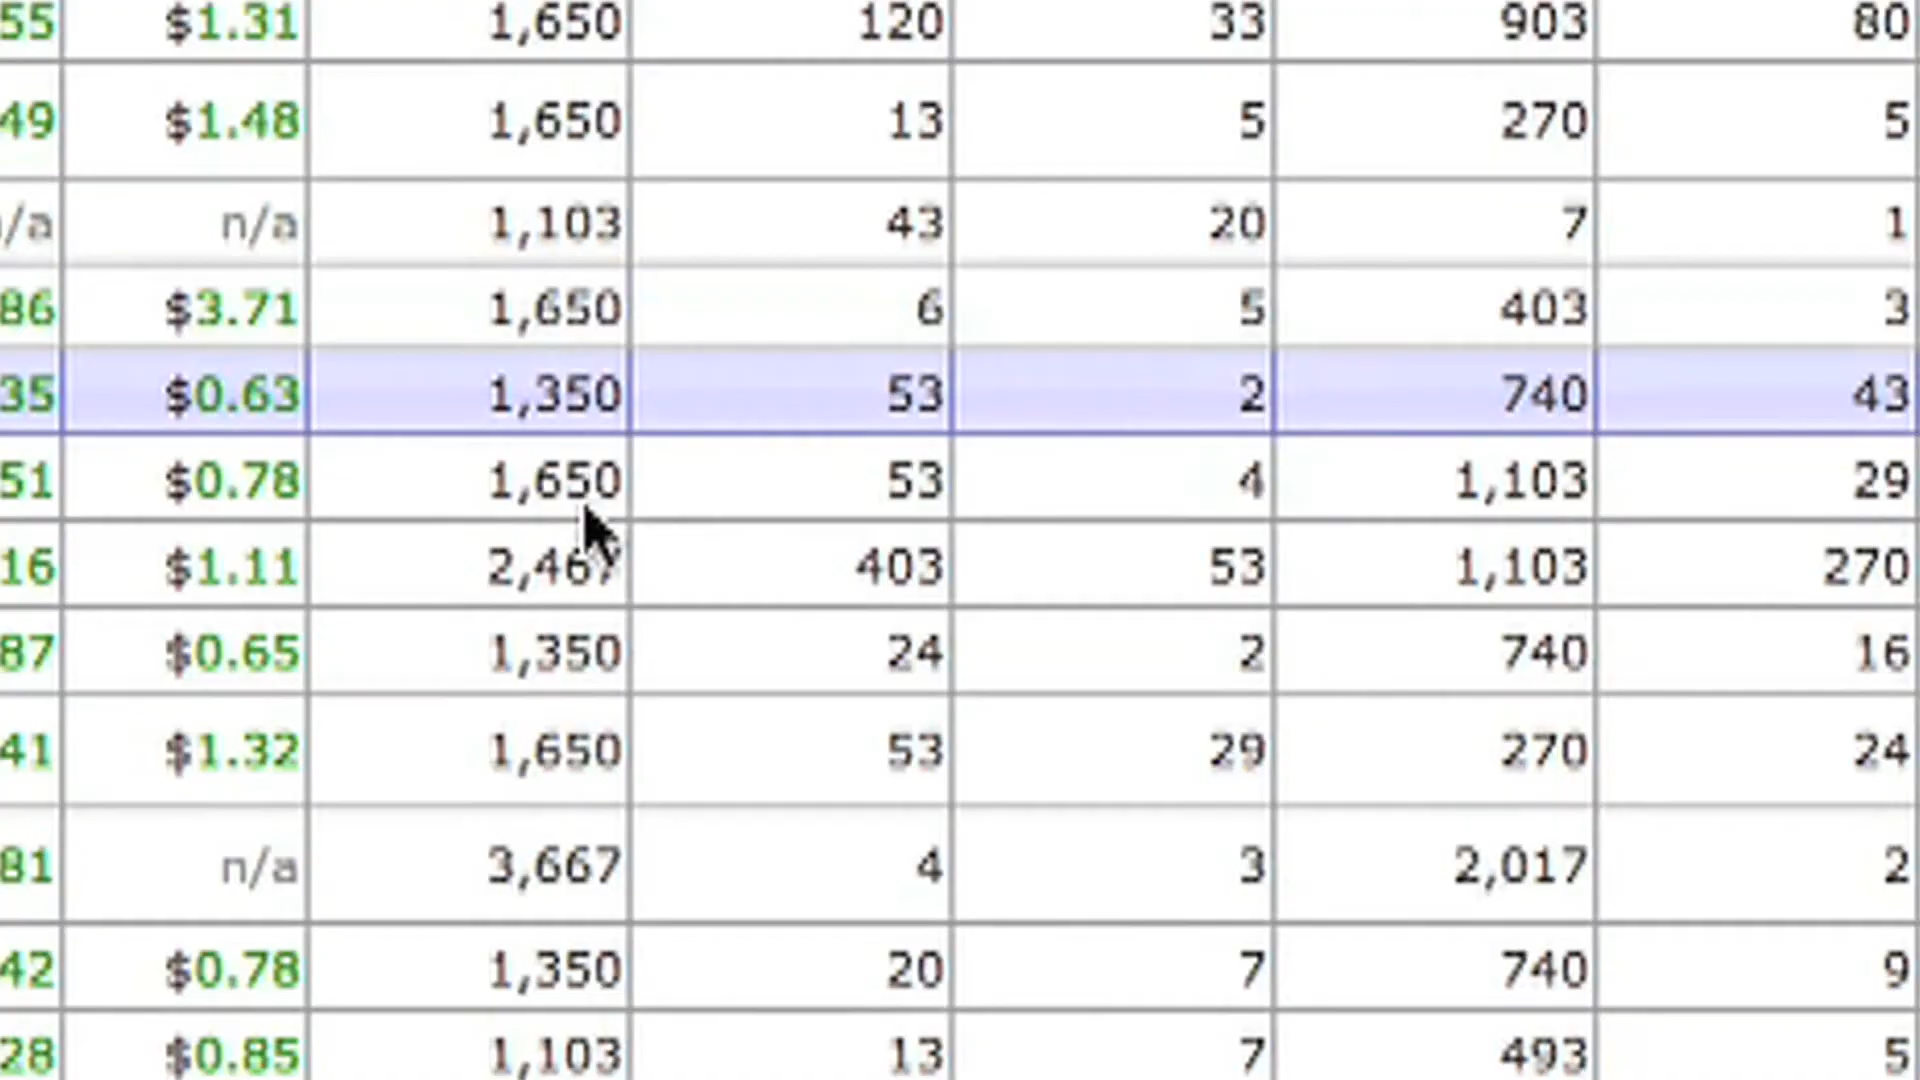 55 $1.31 1,650 120 33 903 80
49 $1.48 1,650 13 5 270 5
n/a n/a 1,103 43 20 7 1
86 $3.71 1,650 6 5 403 3
35 $0.63 1,350 53 2 740 43
51 $0.78 1,650 53 4 1,103 29
16 $1.11 2,467 403 53 1,103 270
87 $0.65 1,350 24 2 740 16
41 $1.32 1,650 53 29 270 24
81 n/a 3,667 4 3 2,017 2
42 $0.78 1,350 20 7 740 9
28 $0.85 1,103 13 7 493 5